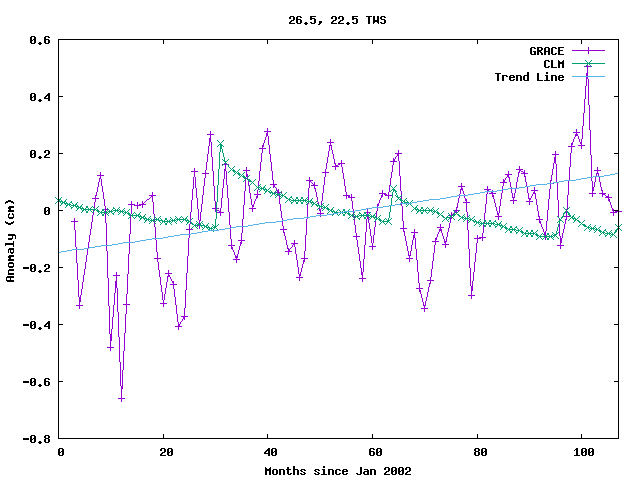 26.5, 22.5 TWS
GRACE
CLM
Trend Line
0.6
0.4
0.2
0
-0.2
-0.4
-0.6
-0.8
Anomaly (cm)
0 20 40 60 80 100
Months since Jan 2002